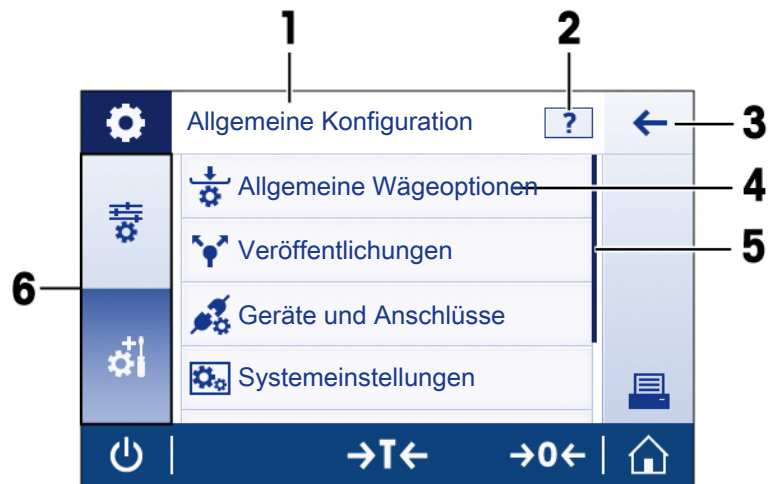 1
2
Allgemeine Konfiguration
?
3
Allgemeine Wägeoptionen
4
Veröffentlichungen
5
6
Geräte und Anschlüsse
Systemeinstellungen
→T←
→0←